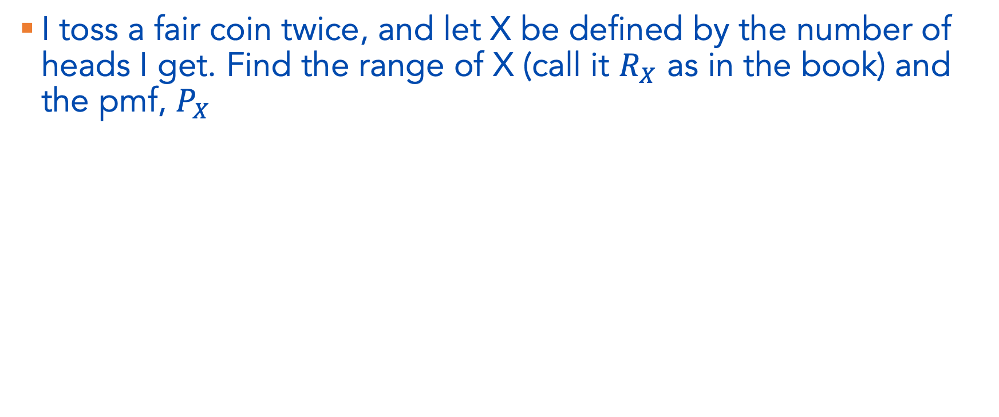 ▪ I toss a fair coin twice, and let X be defined by the number of
heads I get. Find the range of X (call it R_X as in the book) and
the pmf, P_X